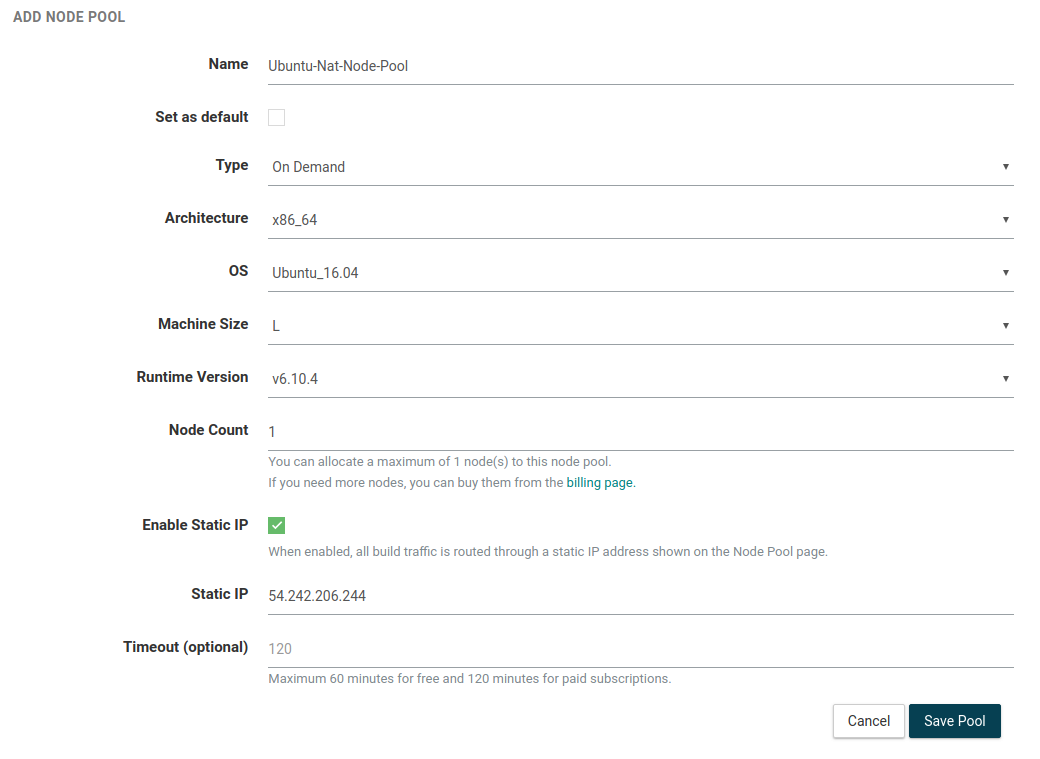 ADD NODE POOL
Name Ubuntu-Nat-Node-Pool
Set as default
Type On Demand
Architecture x86_64
OS Ubuntu_16.04
Machine Size L
Runtime Version v6.10.4
Node Count 1
You can allocate a maximum of 1 node(s) to this node pool.
If you need more nodes, you can buy them from the billing page.
Enable Static IP
When enabled, all build traffic is routed through a static IP address shown on the Node Pool page.
Static IP 54.242.206.244
Timeout (optional) 120
Maximum 60 minutes for free and 120 minutes for paid subscriptions.
Cancel Save Pool